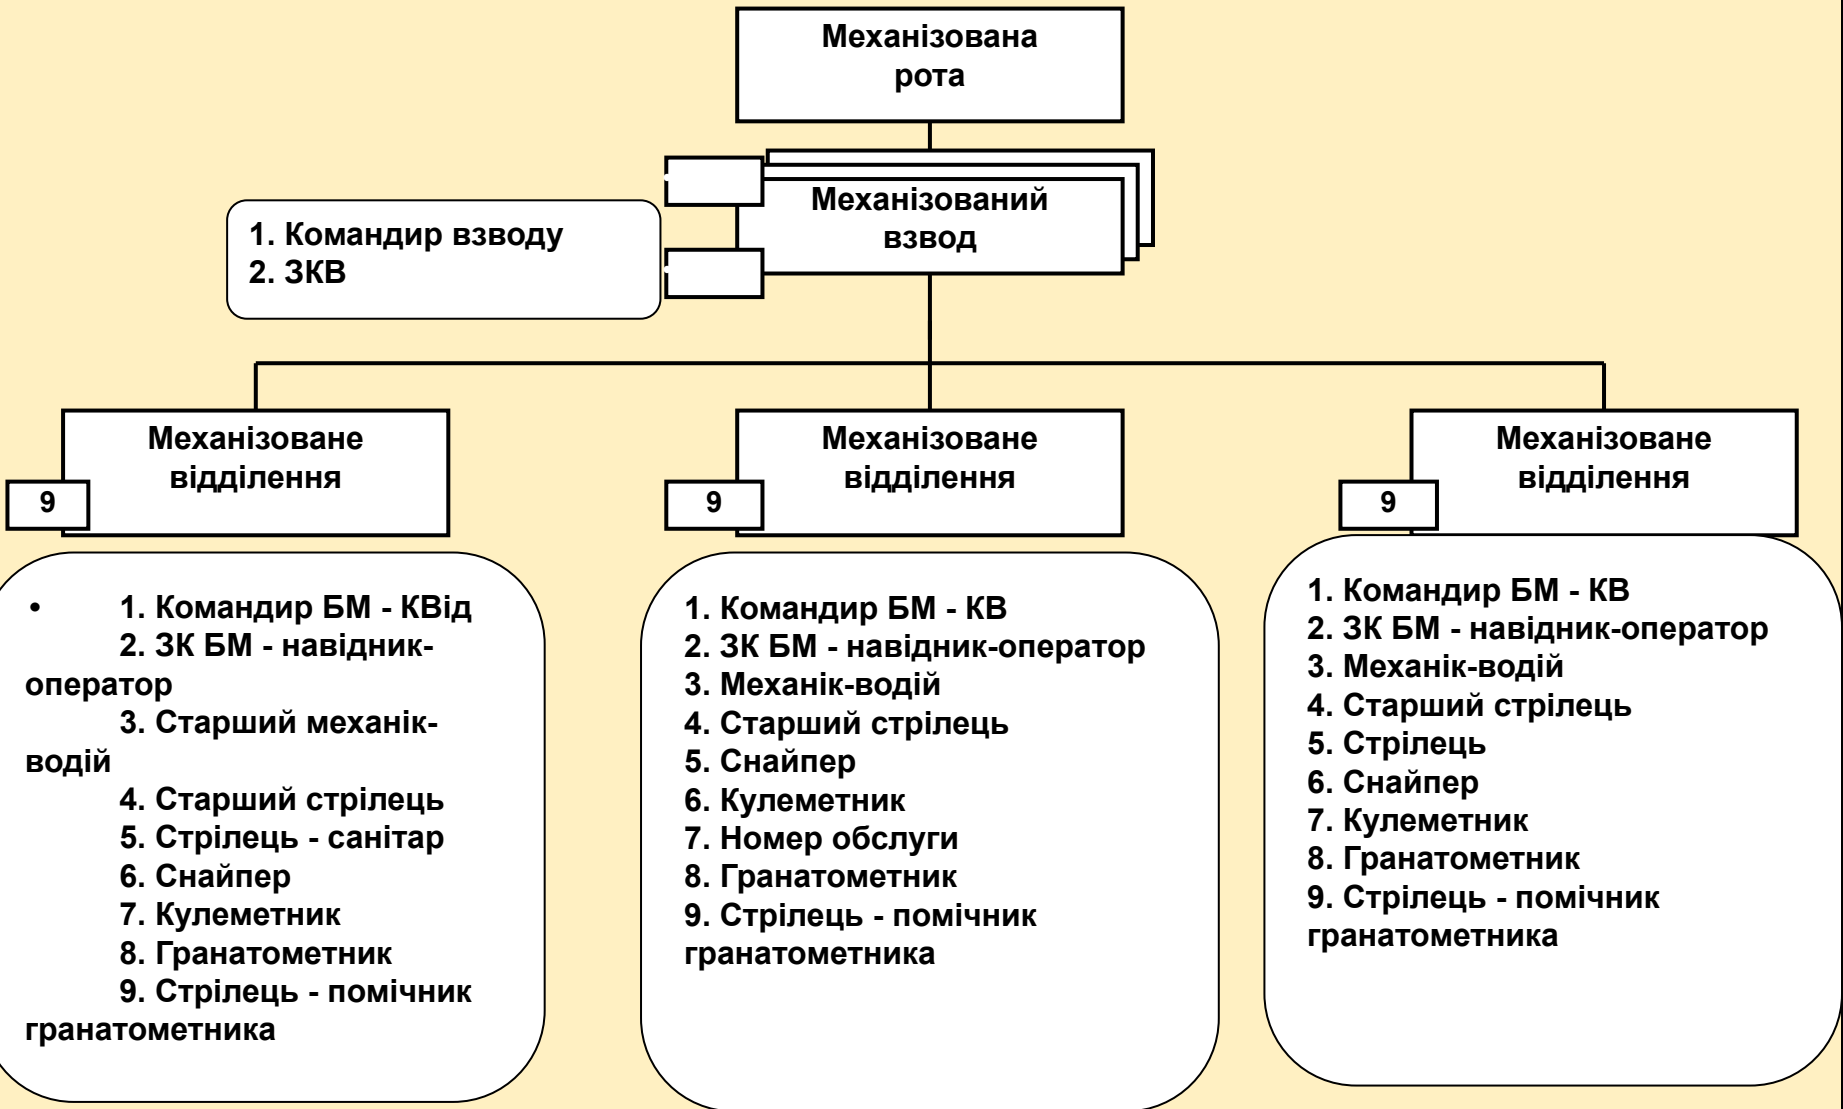 Механізована
рота
Механізований
взвод
1. Командир взводу
2. ЗКВ
Механізоване
відділення
9
Механізоване
відділення
9
Механізоване
відділення
9
• 1. Командир БМ - КВід
2. ЗК БМ - навідник-
оператор
3. Старший механік-
водій
4. Старший стрілець
5. Стрілець - санітар
6. Снайпер
7. Кулеметник
8. Гранатометник
9. Стрілець - помічник
гранатометника
1. Командир БМ - КВ
2. ЗК БМ - навідник-оператор
3. Механік-водій
4. Старший стрілець
5. Снайпер
6. Кулеметник
7. Номер обслуги
8. Гранатометник
9. Стрілець - помічник
гранатометника
1. Командир БМ - КВ
2. ЗК БМ - навідник-оператор
3. Механік-водій
4. Старший стрілець
5. Стрілець
6. Снайпер
7. Кулеметник
8. Гранатометник
9. Стрілець - помічник
гранатометника